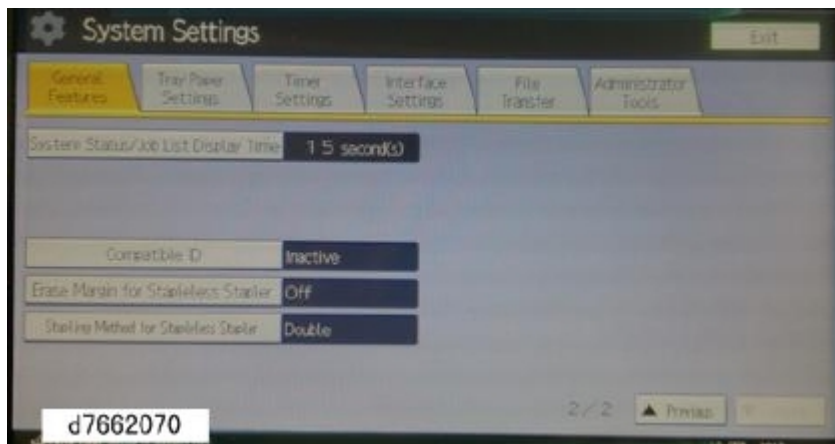 System Settings
Exit
General Features
Tray Paper Settings
Timer Settings
Interface Settings
File Transfer
Administrator Tools
System Status/Job List Display Time
15 second(s)
Compatible ID
Inactive
Erase Margin for Stapleless Stapler
Off
Stapling Method for Stapleless Stapler
Double
2/2
▲ Previous
d7662070